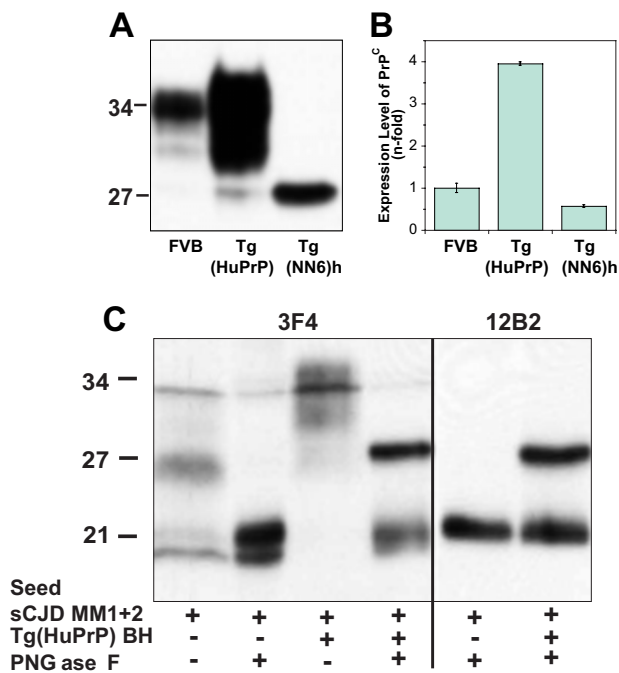 A
34
27
FVB
Tg (HuPrP)
Tg (NN6)h
B
Expression Level of PrP^C (n-fold)
4
3
2
1
0
FVB
Tg (HuPrP)
Tg (NN6)h
C
3F4
12B2
34
27
21
Seed
sCJD MM1+2 + + + + + +
Tg(HuPrP) BH - - + + - +
PNG ase F - + - + + +